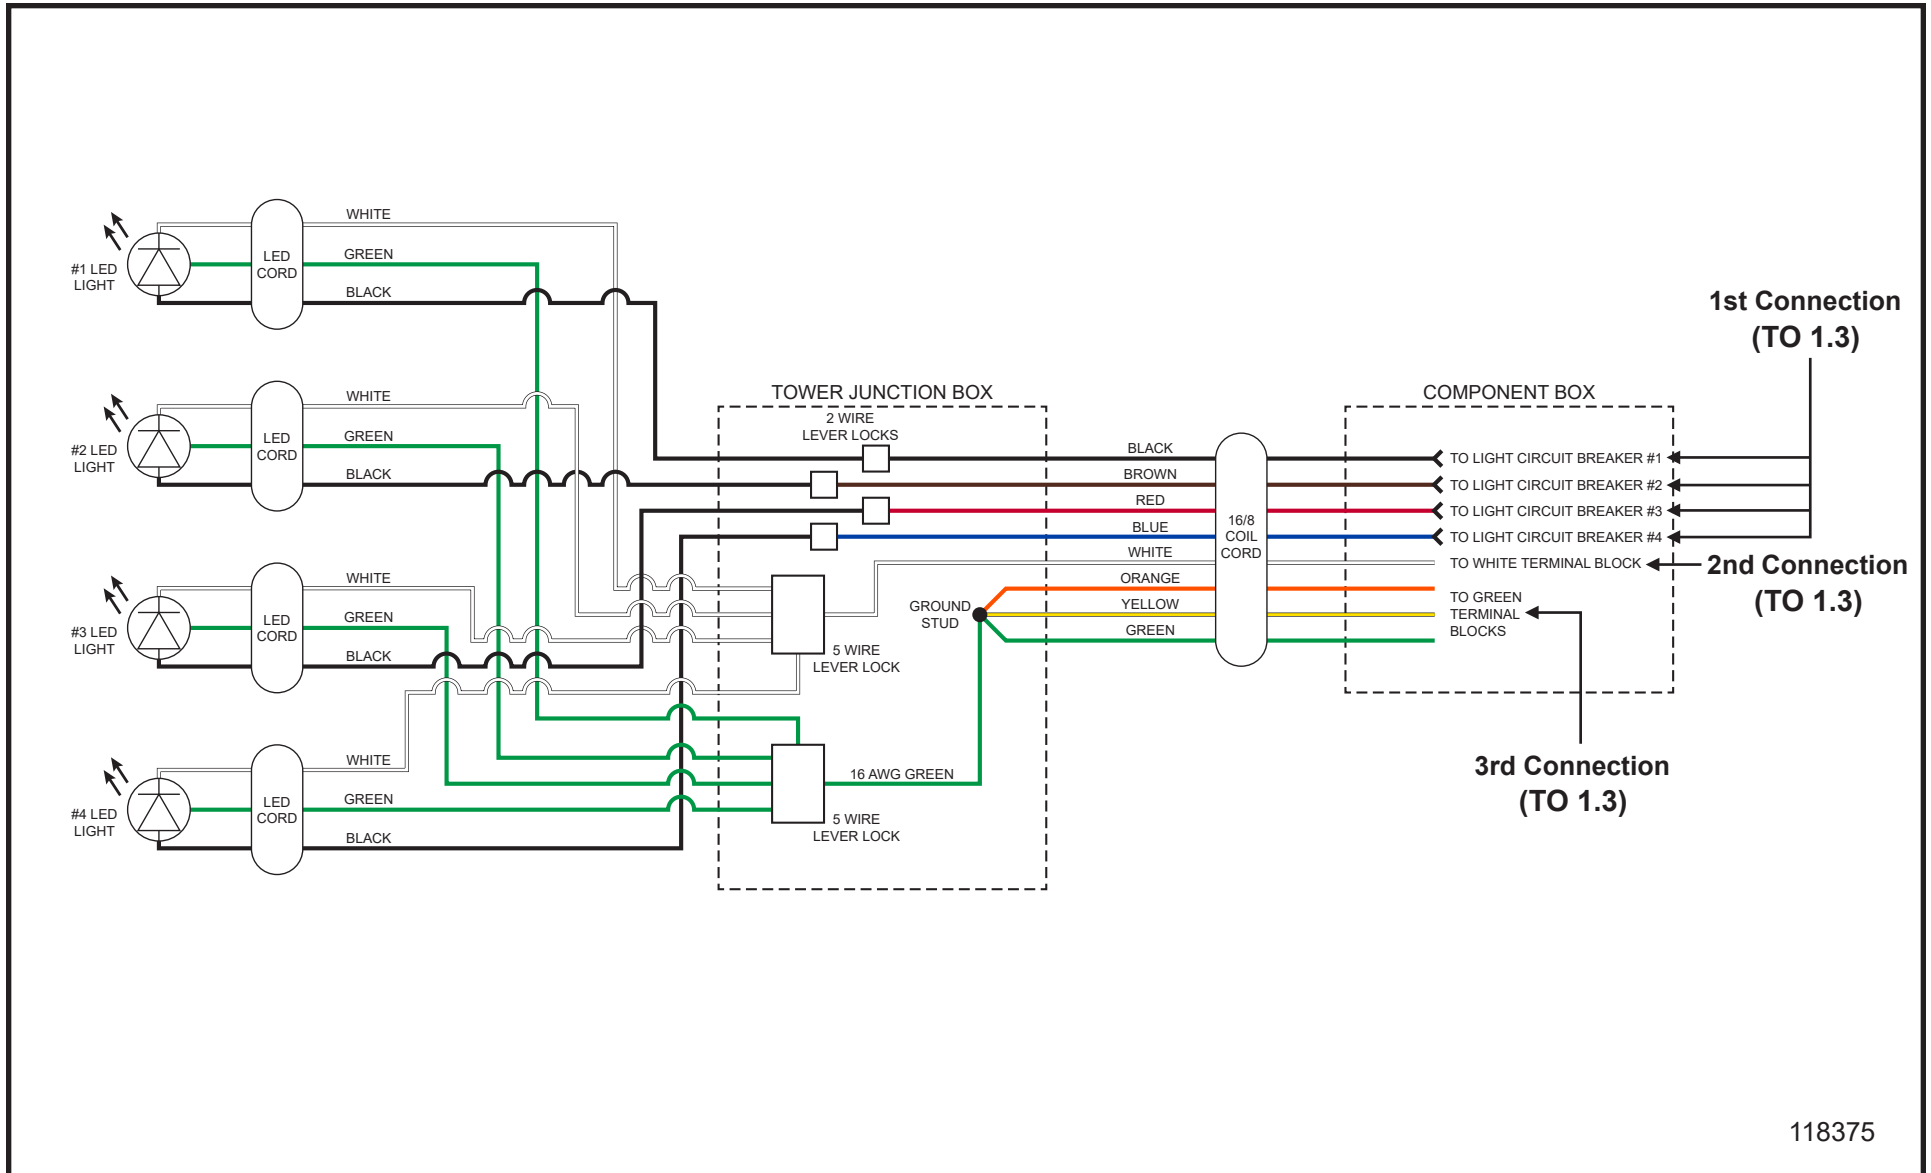 WHITE
LED
CORD
GREEN
#1 LED
LIGHT
BLACK
WHITE
LED
CORD
GREEN
#2 LED
LIGHT
BLACK
WHITE
LED
CORD
GREEN
#3 LED
LIGHT
BLACK
WHITE
LED
CORD
GREEN
#4 LED
LIGHT
BLACK
TOWER JUNCTION BOX
2 WIRE
LEVER LOCKS
5 WIRE
LEVER LOCK
GROUND
STUD
16 AWG GREEN
5 WIRE
LEVER LOCK
BLACK
BROWN
RED
BLUE
WHITE
ORANGE
YELLOW
GREEN
16/8
COIL
CORD
COMPONENT BOX
TO LIGHT CIRCUIT BREAKER #1
TO LIGHT CIRCUIT BREAKER #2
TO LIGHT CIRCUIT BREAKER #3
TO LIGHT CIRCUIT BREAKER #4
TO WHITE TERMINAL BLOCK
TO GREEN
TERMINAL
BLOCKS
1st Connection
(TO 1.3)
2nd Connection
(TO 1.3)
3rd Connection
(TO 1.3)
118375